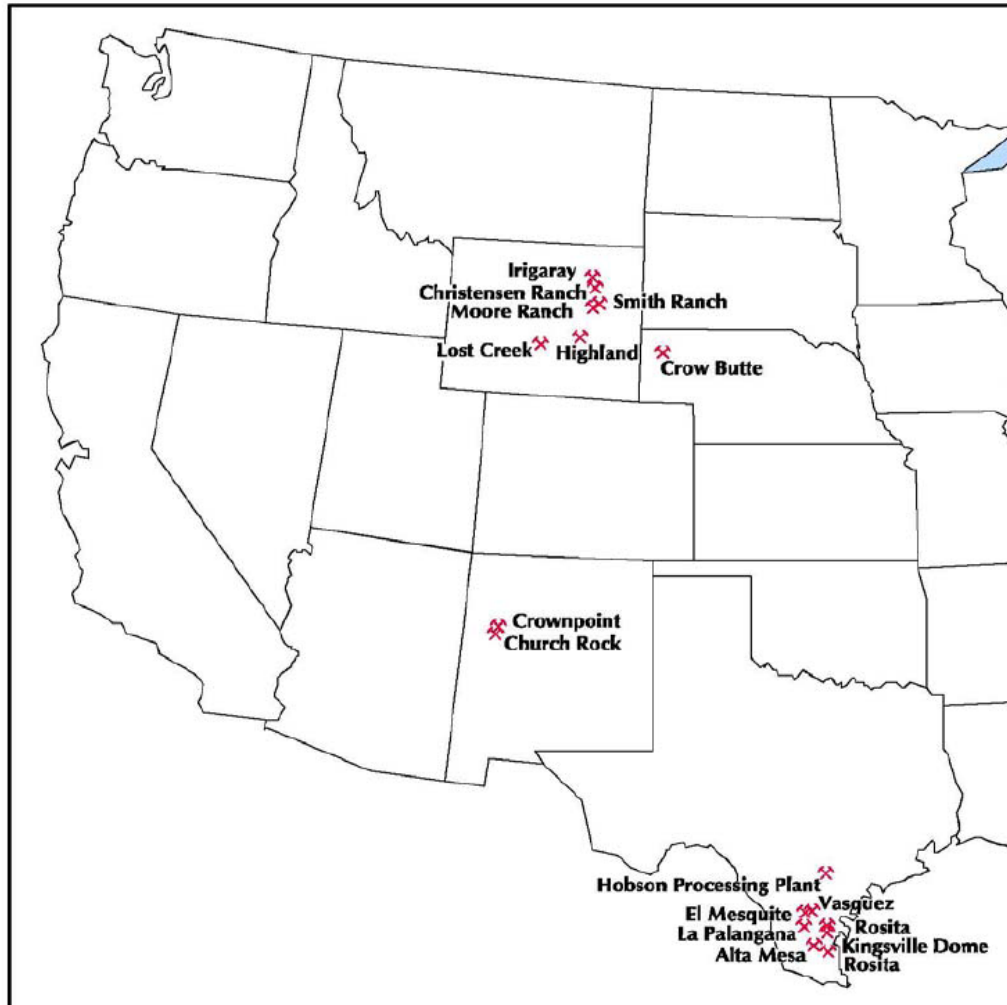 Irigaray
Christensen Ranch
Moore Ranch
Smith Ranch
Lost Creek
Highland
Crow Butte
Crownpoint
Church Rock
Hobson Processing Plant
Vasquez
El Mesquite
Rosita
La Palangana
Kingsville Dome
Alta Mesa
Rosita